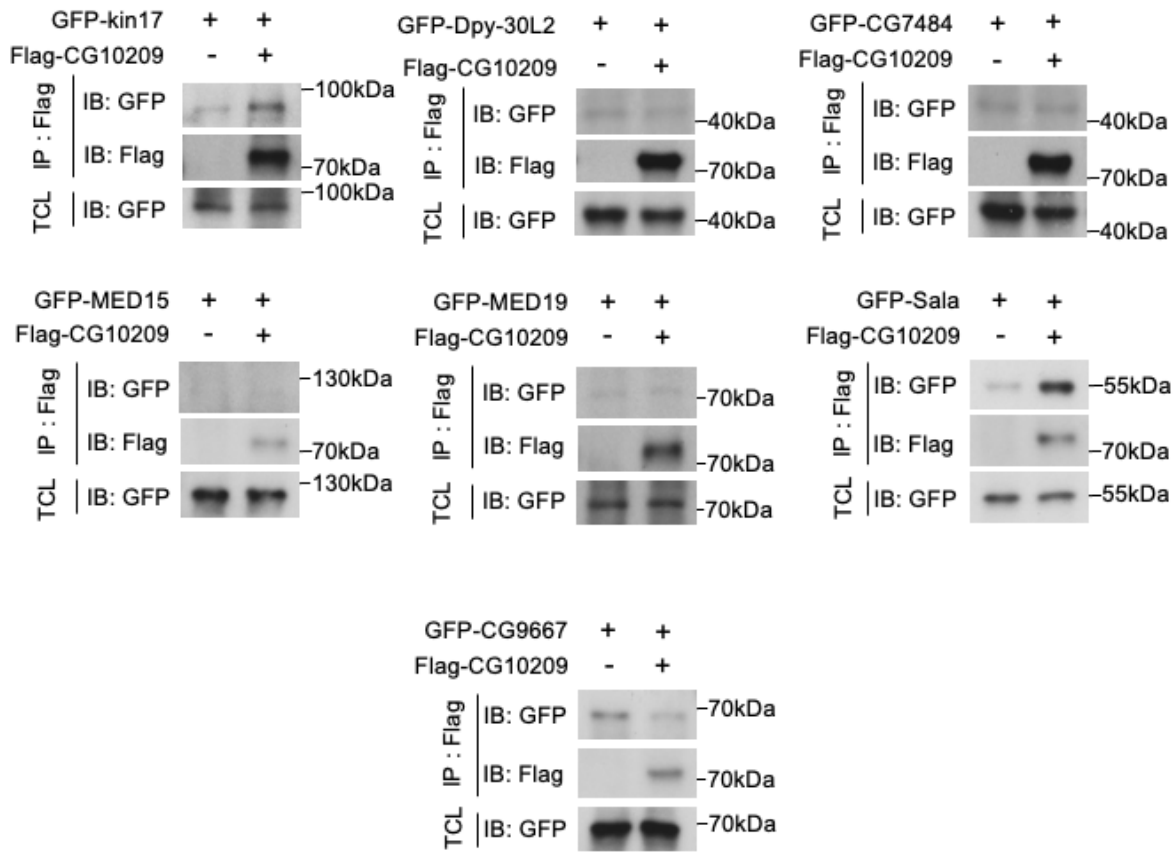 GFP-kin17 + +
Flag-CG10209 - +
IP : Flag
IB: GFP –100kDa
IB: Flag –70kDa
TCL IB: GFP –100kDa
GFP-Dpy-30L2 + +
Flag-CG10209 - +
IP : Flag
IB: GFP –40kDa
IB: Flag –70kDa
TCL IB: GFP –40kDa
GFP-CG7484 + +
Flag-CG10209 - +
IP : Flag
IB: GFP –40kDa
IB: Flag –70kDa
TCL IB: GFP –40kDa
GFP-MED15 + +
Flag-CG10209 - +
IP : Flag
IB: GFP –130kDa
IB: Flag –70kDa
TCL IB: GFP –130kDa
GFP-MED19 + +
Flag-CG10209 - +
IP : Flag
IB: GFP –70kDa
IB: Flag –70kDa
TCL IB: GFP –70kDa
GFP-Sala + +
Flag-CG10209 - +
IP : Flag
IB: GFP –55kDa
IB: Flag –70kDa
TCL IB: GFP –55kDa
GFP-CG9667 + +
Flag-CG10209 - +
IP : Flag
IB: GFP –70kDa
IB: Flag –70kDa
TCL IB: GFP –70kDa